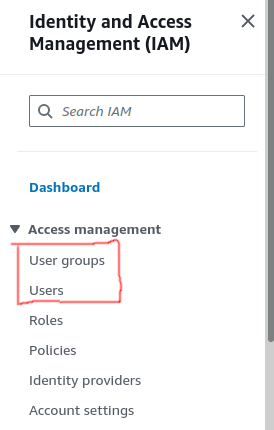 Identity and Access
Management (IAM)
Search IAM
Dashboard
Access management
User groups
Users
Roles
Policies
Identity providers
Account settings